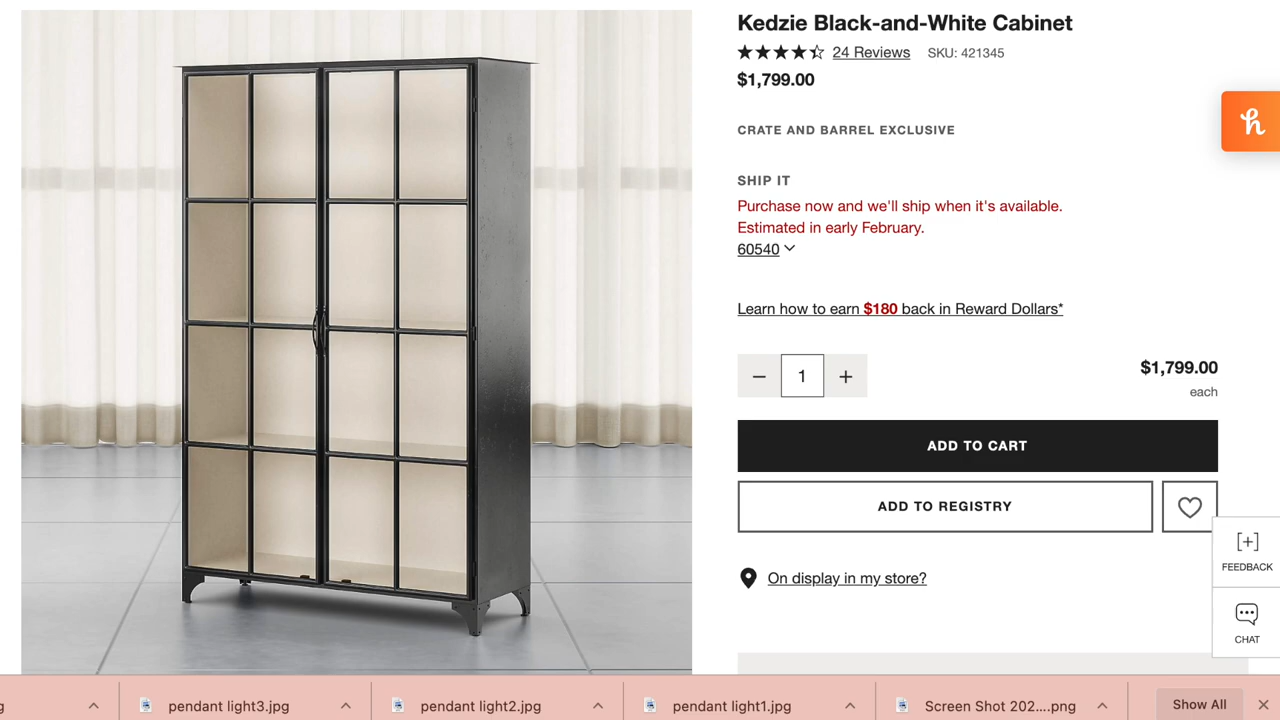 Kedzie Black-and-White Cabinet
24 Reviews SKU: 421345
$1,799.00
CRATE AND BARREL EXCLUSIVE
SHIP IT
Purchase now and we'll ship when it's available.
Estimated in early February.
60540
Learn how to earn $180 back in Reward Dollars*
1
$1,799.00
each
ADD TO CART
ADD TO REGISTRY
On display in my store?
[+]
FEEDBACK
CHAT
g
pendant light3.jpg
pendant light2.jpg
pendant light1.jpg
Screen Shot 202....png
Show All